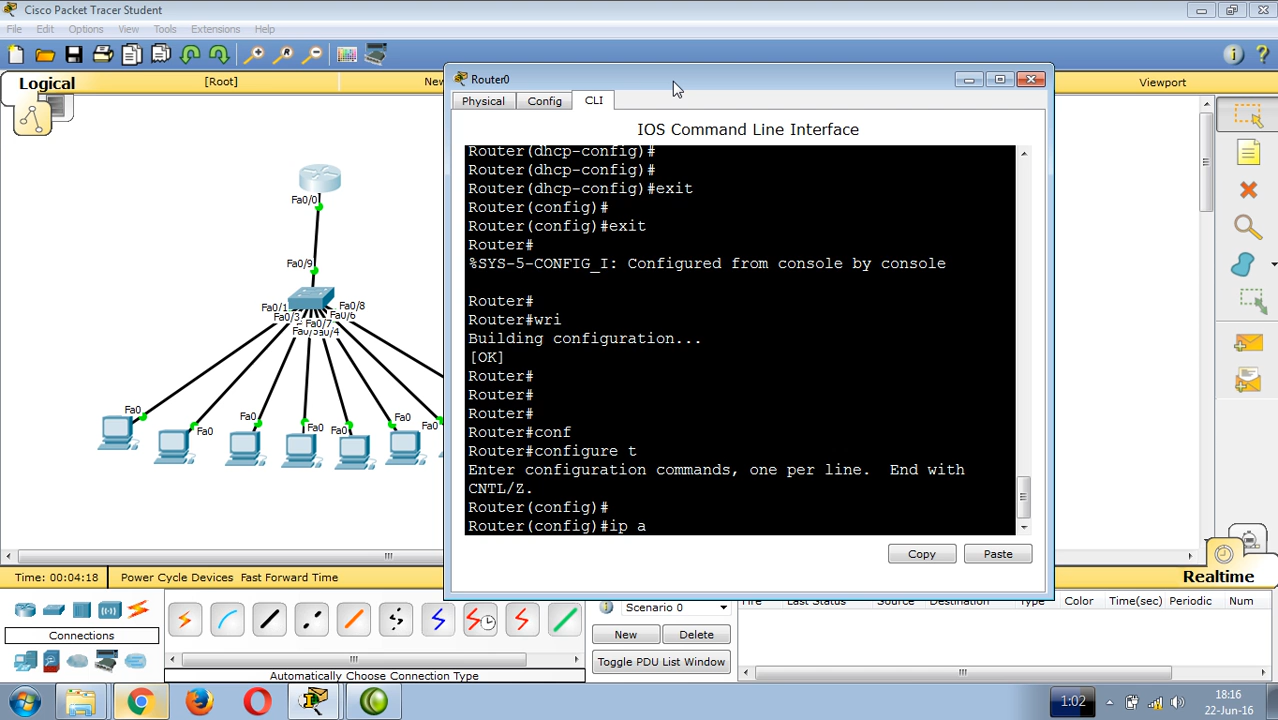 Cisco Packet Tracer Student
File Edit Options View Tools Extensions Help
Logical
[Root]
New
Viewport
Router0
Physical Config CLI
IOS Command Line Interface
Router(dhcp-config)#
Router(dhcp-config)#
Router(dhcp-config)#exit
Router(config)#
Router(config)#exit
Router#
%SYS-5-CONFIG_I: Configured from console by console
Router#
Router#wri
Building configuration...
[OK]
Router#
Router#
Router#
Router#conf
Router#configure t
Enter configuration commands, one per line.  End with
CNTL/Z.
Router(config)#
Router(config)#ip a
Copy Paste
Fa0/0
Fa0/9
Fa0/1
Fa0/8
Fa0/3
Fa0/6
Fa0/7
Fa0/4
Fa0
Fa0
Fa0
Fa0
Fa0
Fa0
Fa0
Time: 00:04:18 Power Cycle Devices Fast Forward Time
Realtime
Connections
Automatically Choose Connection Type
Scenario 0
New Delete
Toggle PDU List Window
Fire Last Status Source Destination Type Color Time(sec) Periodic Num
1:02
18:16
22-Jun-16